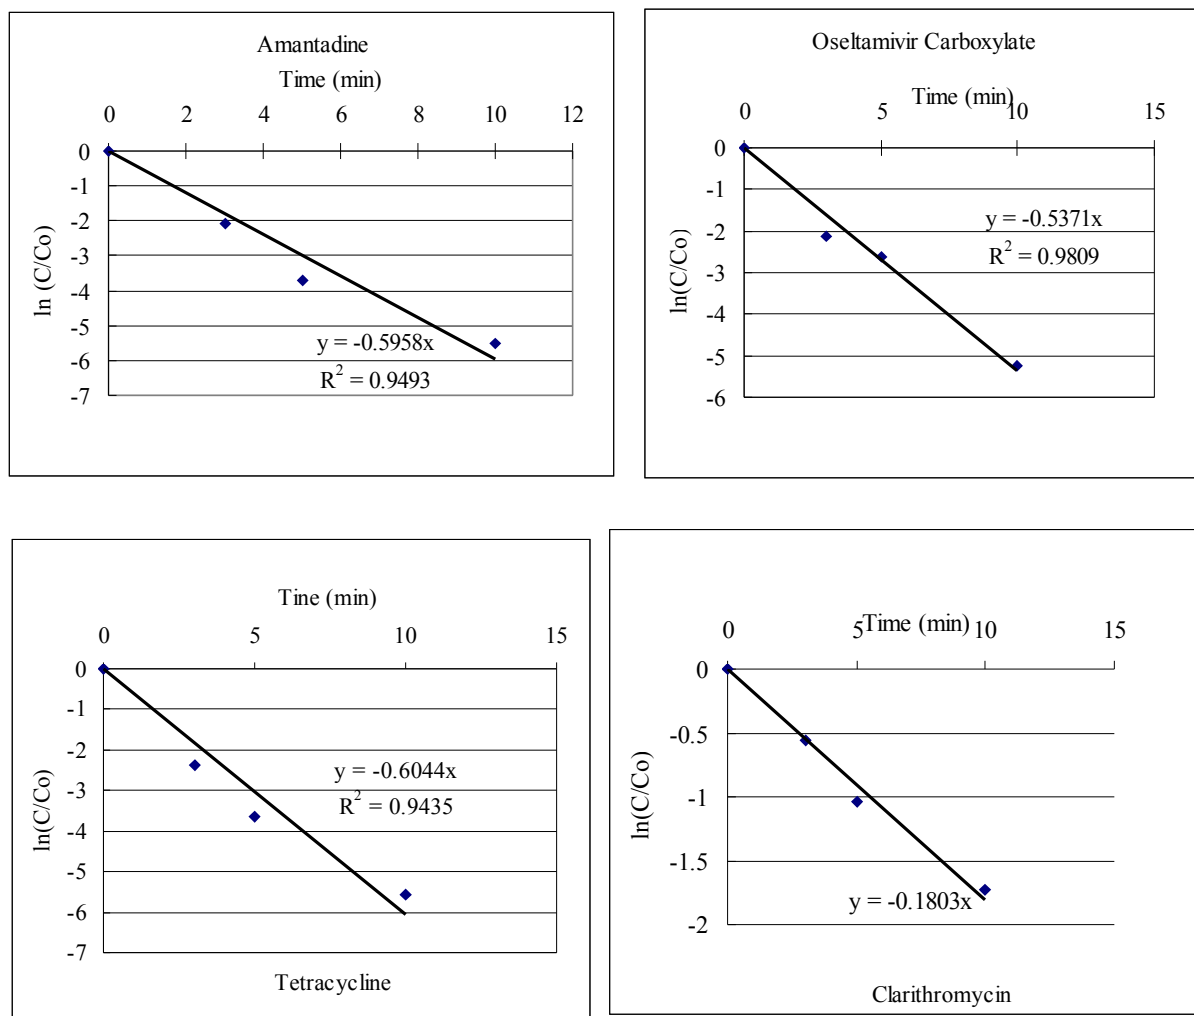 Amantadine
Time (min)
0 2 4 6 8 10 12
0
-1
-2
-3
-4
-5
-6
-7
ln (C/Co)
y = -0.5958x
R² = 0.9493
Oseltamivir Carboxylate
Time (min)
0 5 10 15
0
-1
-2
-3
-4
-5
-6
ln(C/Co)
y = -0.5371x
R² = 0.9809
Tine (min)
0 5 10 15
0
-1
-2
-3
-4
-5
-6
-7
ln(C/Co)
y = -0.6044x
R² = 0.9435
Tetracycline
Time (min)
0 5 10 15
0
-0.5
-1
-1.5
-2
ln(C/Co)
y = -0.1803x
Clarithromycin